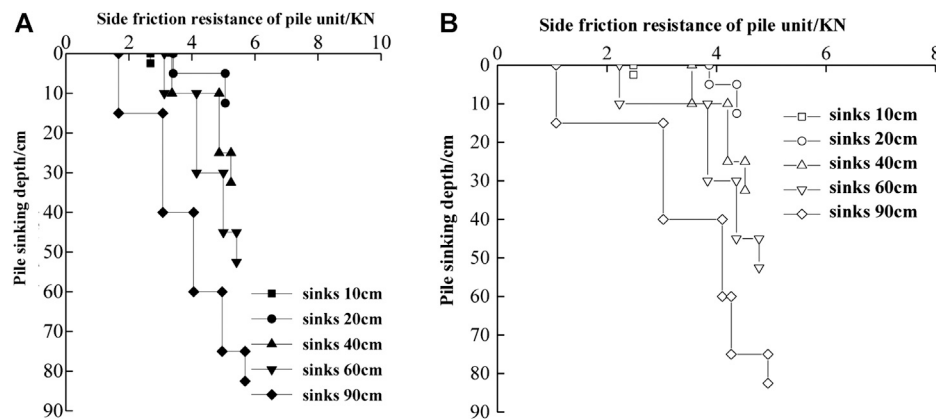 A
Side friction resistance of pile unit/KN
0 2 4 6 8 10
0
10
20
30
40
50
60
70
80
90
Pile sinking depth/cm
sinks 10cm
sinks 20cm
sinks 40cm
sinks 60cm
sinks 90cm
B
Side friction resistance of pile unit/KN
0 2 4 6 8
0
10
20
30
40
50
60
70
80
90
Pile sinking depth/cm
sinks 10cm
sinks 20cm
sinks 40cm
sinks 60cm
sinks 90cm